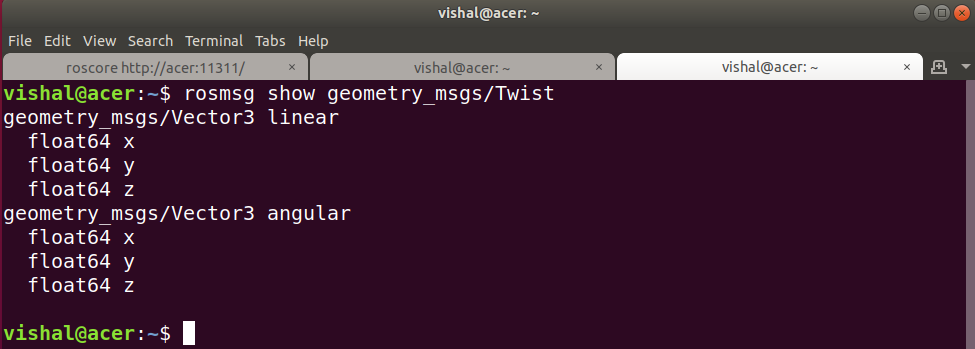 vishal@acer: ~
File Edit View Search Terminal Tabs Help
roscore http://acer:11311/ × vishal@acer: ~ × vishal@acer: ~ ×
vishal@acer:~$ rosmsg show geometry_msgs/Twist
geometry_msgs/Vector3 linear
  float64 x
  float64 y
  float64 z
geometry_msgs/Vector3 angular
  float64 x
  float64 y
  float64 z
vishal@acer:~$